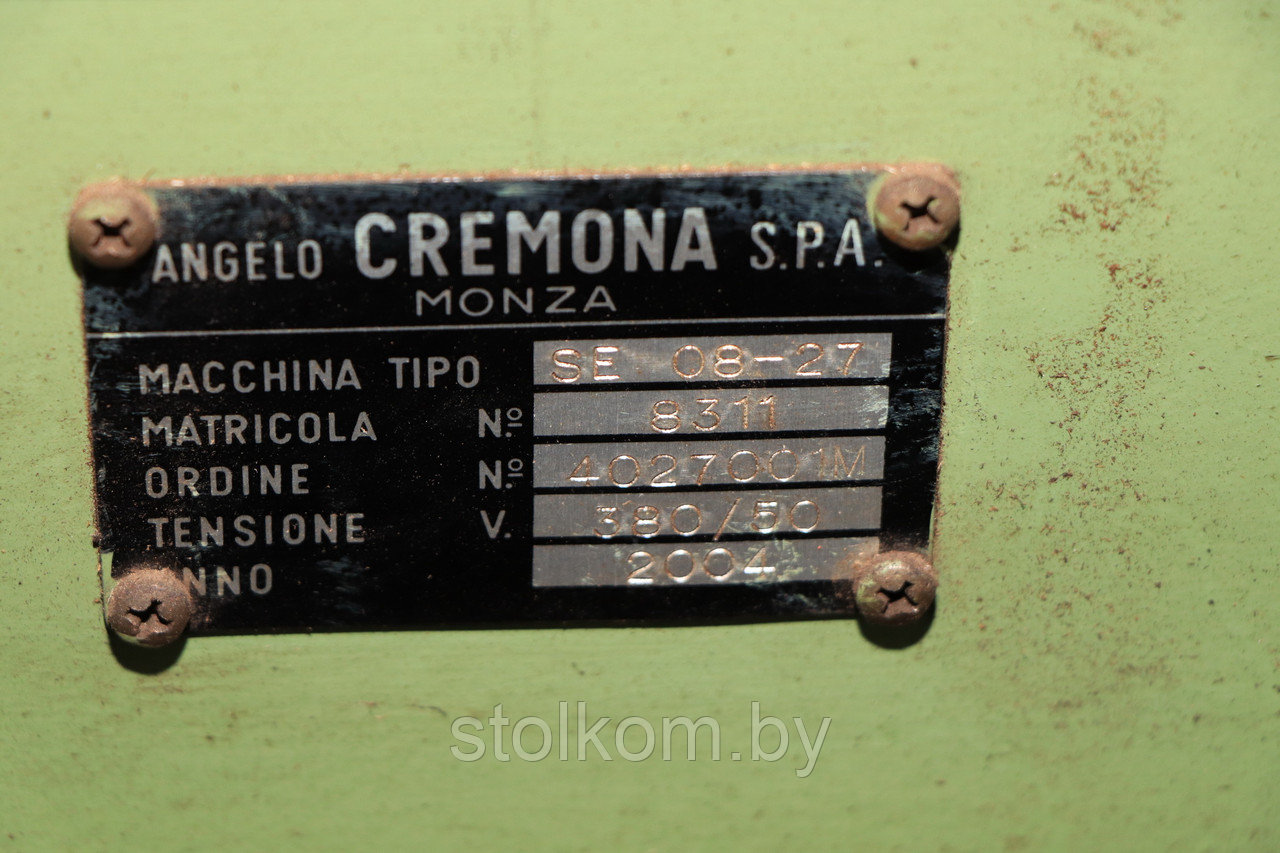 ANGELO CREMONA S.P.A.
MONZA
MACCHINA TIPO SE 08-27
MATRICOLA N.º 8311
ORDINE N.º 4027001M
TENSIONE V. 380/50
NNO 2004
stolkom.by